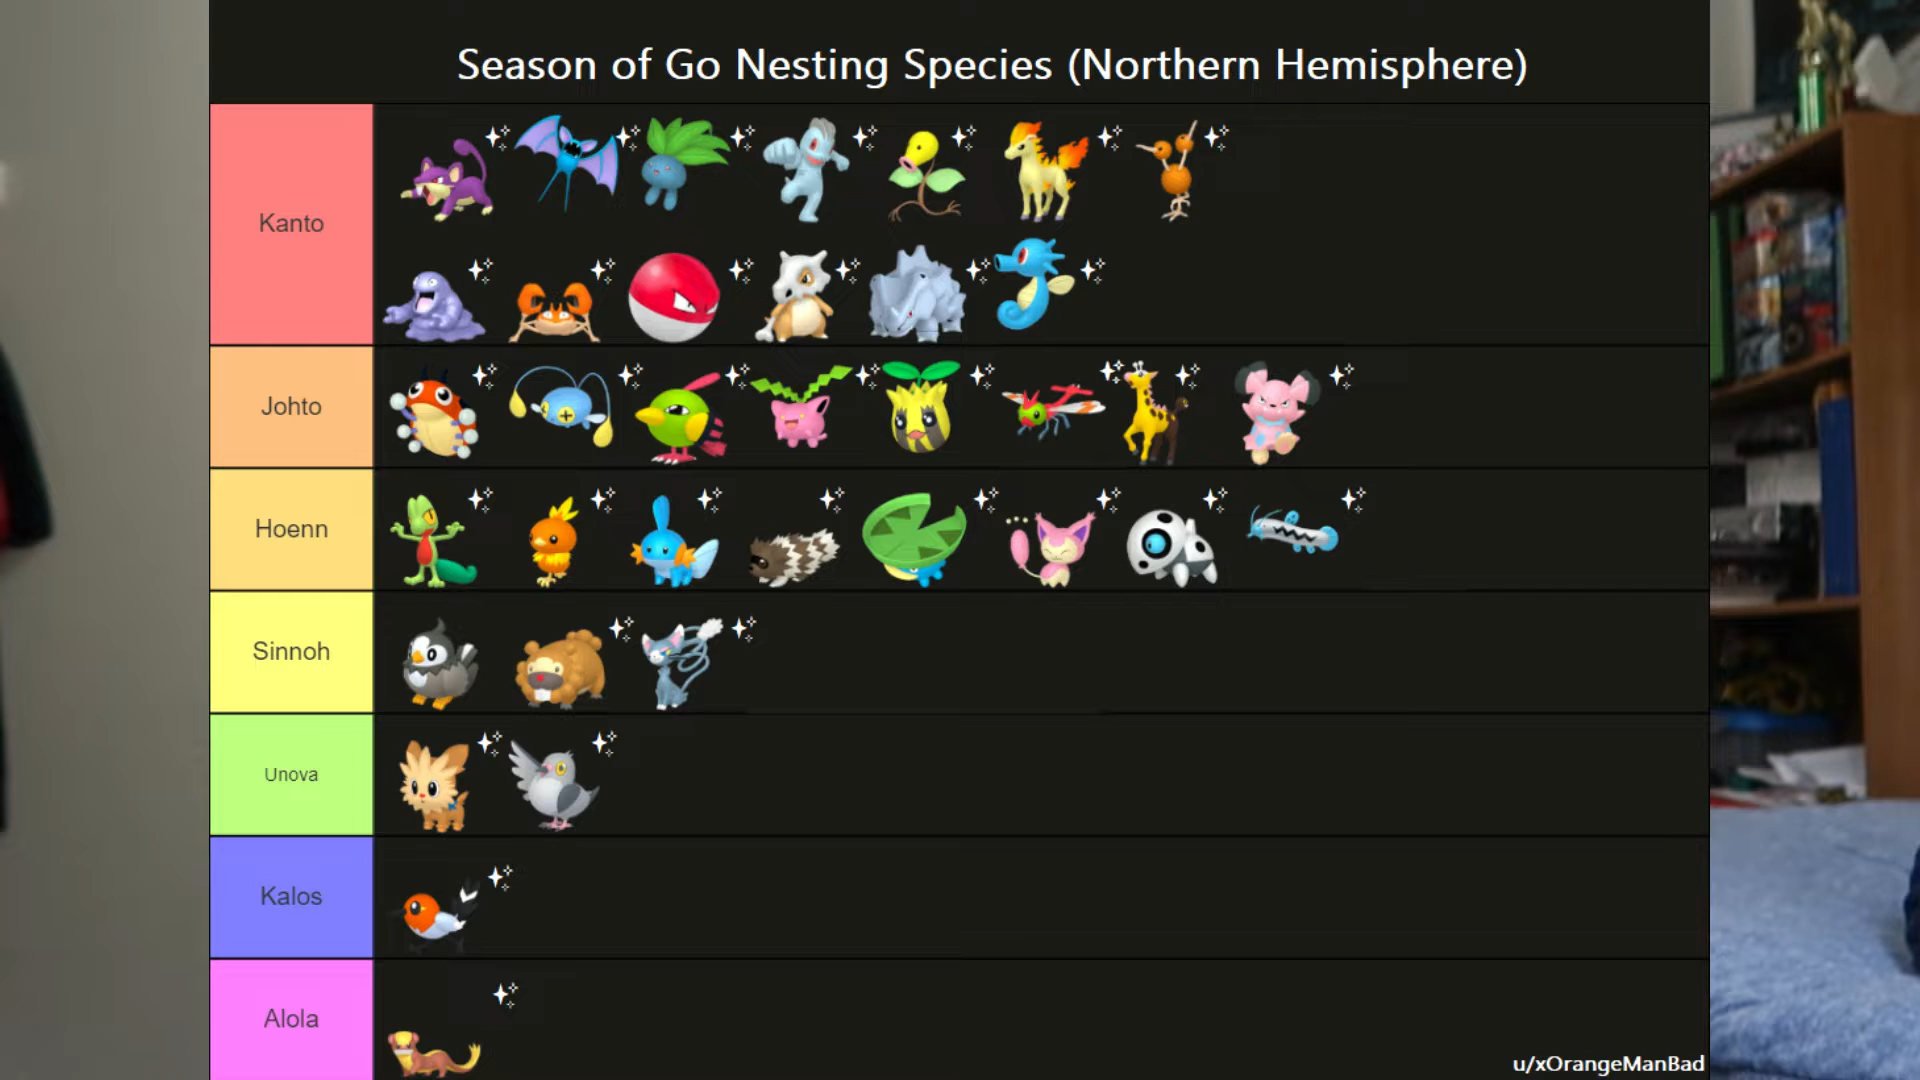 Season of Go Nesting Species (Northern Hemisphere)
Kanto
Johto
Hoenn
Sinnoh
Unova
Kalos
Alola
u/xOrangeManBad